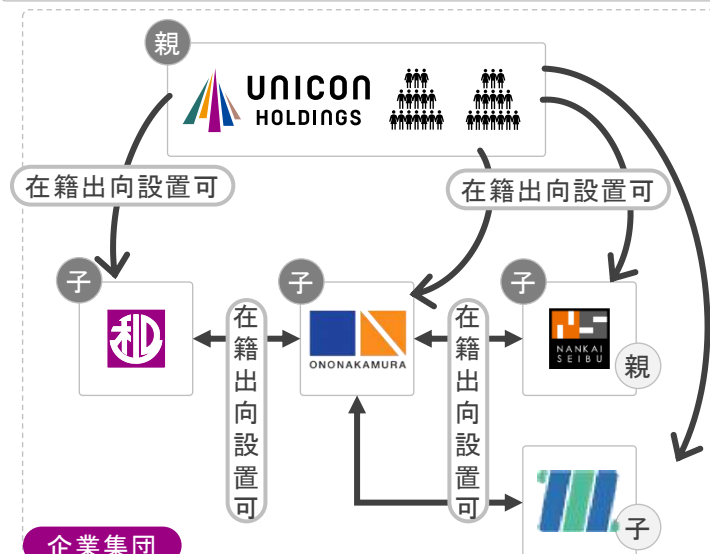 親
UNICON
HOLDINGS
在籍出向設置可
在籍出向設置可
子
子
子
在籍出向設置可
ONONAKAMURA
在籍出向設置可
NS
NANKAI
SEIBU
親
子
企業集団